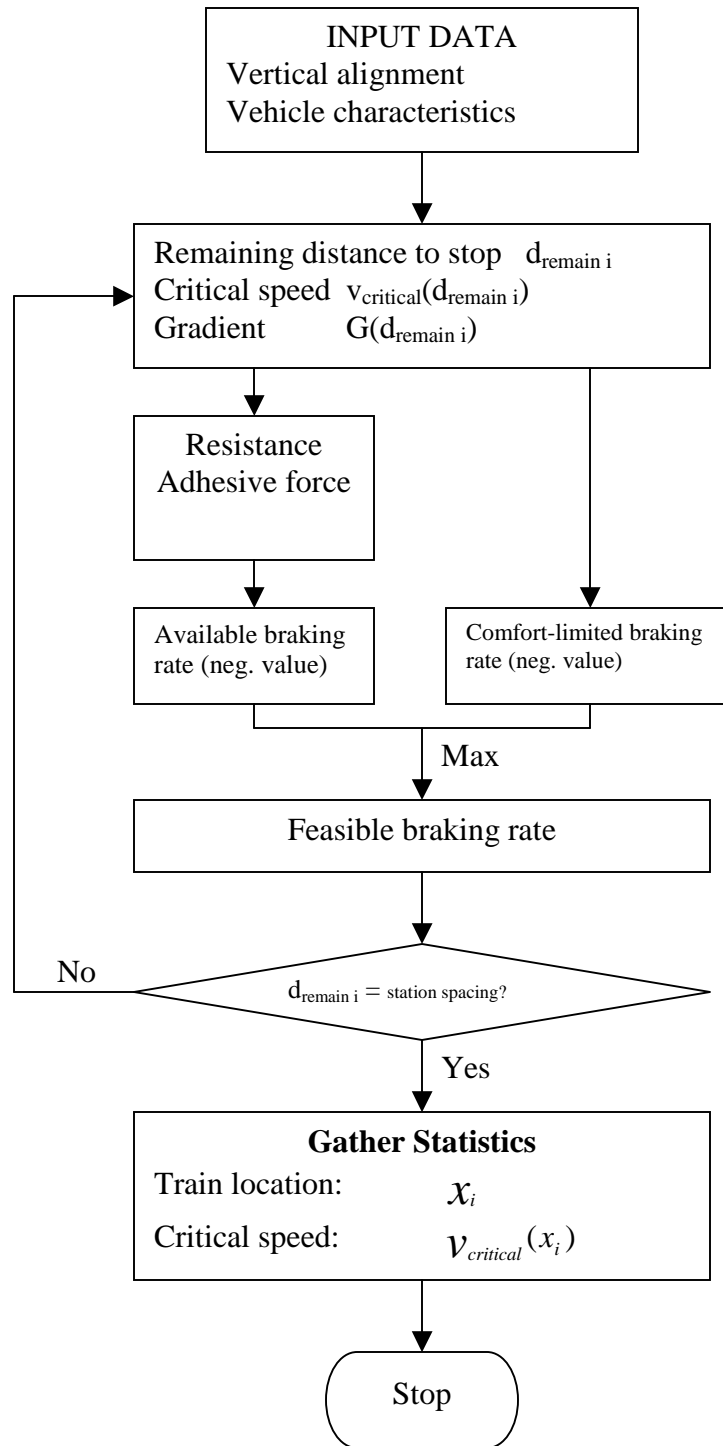 INPUT DATA
Vertical alignment
Vehicle characteristics
Remaining distance to stop d_remain i
Critical speed v_critical(d_remain i)
Gradient G(d_remain i)
Resistance
Adhesive force
Available braking
rate (neg. value)
Comfort-limited braking
rate (neg. value)
Max
Feasible braking rate
No
d_remain i = station spacing?
Yes
Gather Statistics
Train location: x_i
Critical speed: v_critical(x_i)
Stop